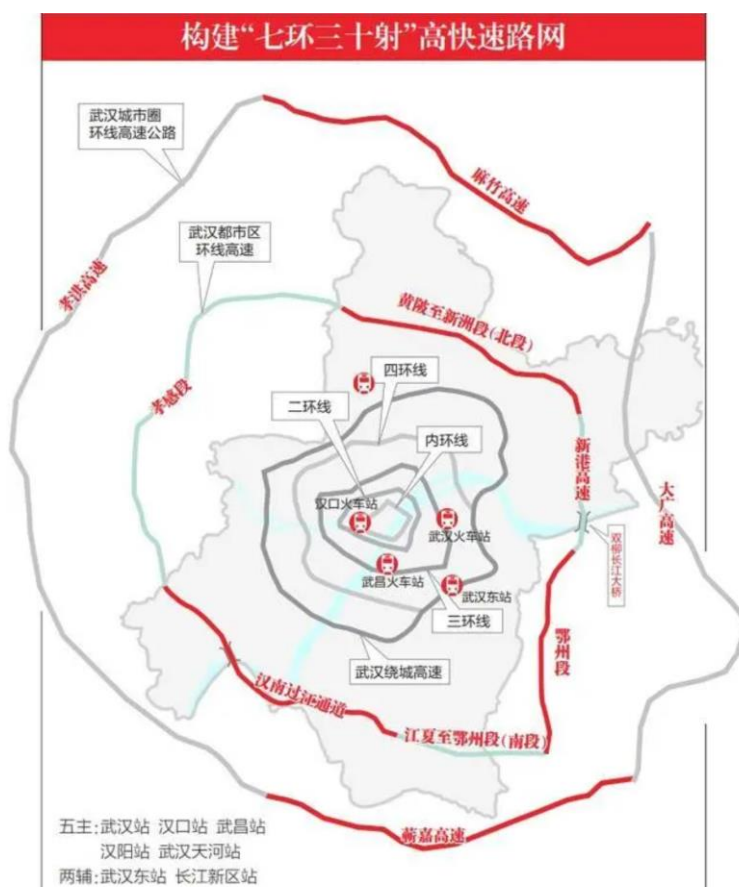 构建“七环三十射”高快速路网
武汉城市圈
环线高速公路
麻竹高速
武汉都市区
环线高速
孝洪高速
黄陂至新洲段(北段)
四环线
孝感段
二环线
内环线
新港高速
大广高速
汉口火车站
武汉火车站
双柳长江大桥
武昌火车站
武汉东站
三环线
鄂州段
武汉绕城高速
汉南过江通道
江夏至鄂州段(南段)
五主:武汉站 汉口站 武昌站
汉阳站 武汉天河站
蕲嘉高速
两辅:武汉东站 长江新区站